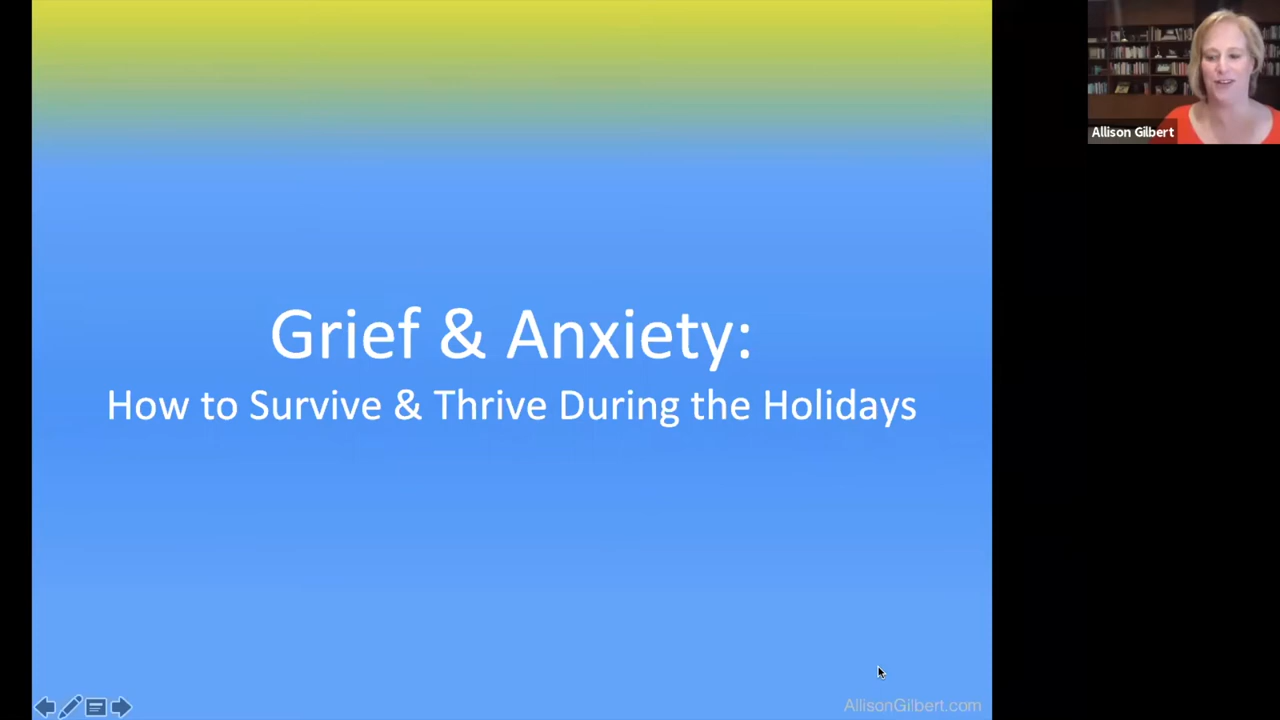 Grief & Anxiety:
How to Survive & Thrive During the Holidays
Allison Gilbert
AllisonGilbert.com